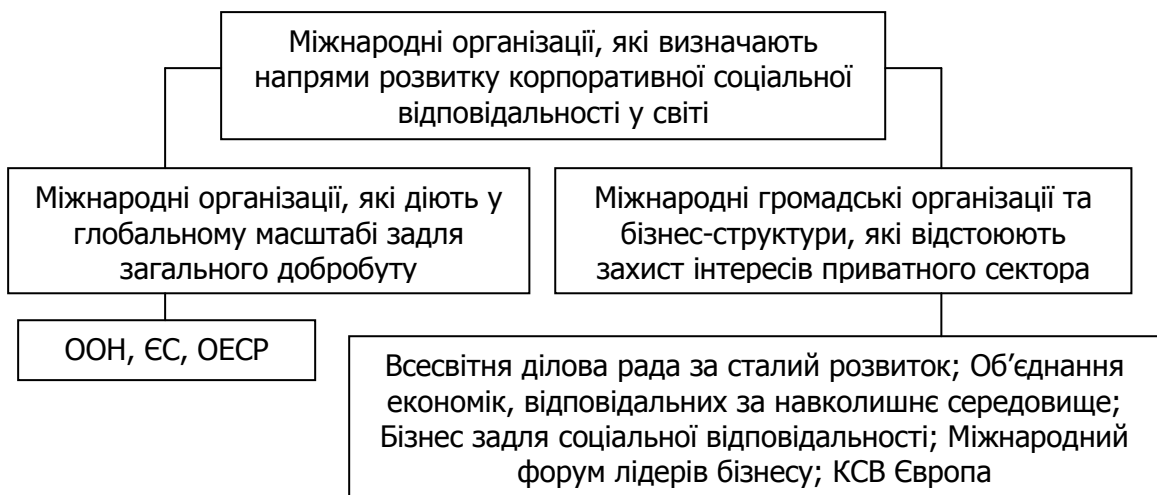 Міжнародні організації, які визначають
напрями розвитку корпоративної соціальної
відповідальності у світі
Міжнародні організації, які діють у
глобальному масштабі задля
загального добробуту
Міжнародні громадські організації та
бізнес-структури, які відстоюють
захист інтересів приватного сектора
ООН, ЄС, ОЕСР
Всесвітня ділова рада за сталий розвиток; Об’єднання
економік, відповідальних за навколишнє середовище;
Бізнес задля соціальної відповідальності; Міжнародний
форум лідерів бізнесу; КСВ Європа